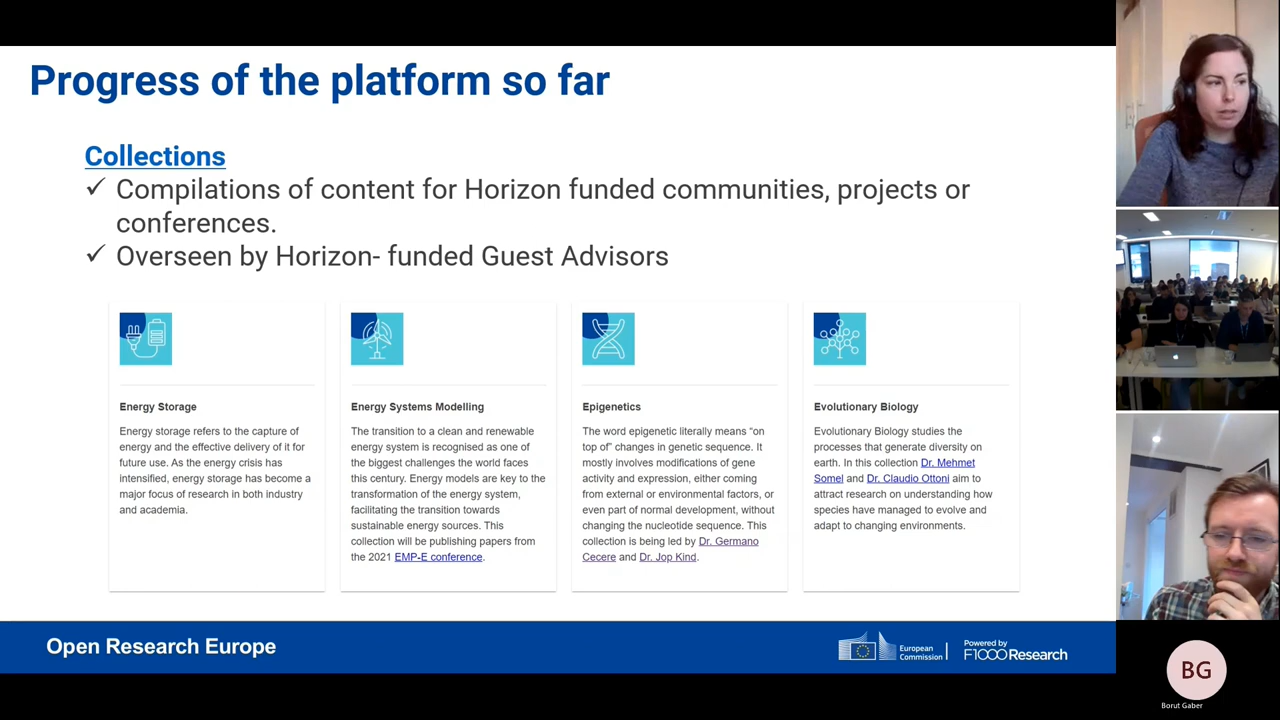 Progress of the platform so far
Collections
✓ Compilations of content for Horizon funded communities, projects or
conferences.
✓ Overseen by Horizon- funded Guest Advisors
Energy Storage
Energy storage refers to the capture of
energy and the effective delivery of it for
future use. As the energy crisis has
intensified, energy storage has become a
major focus of research in both industry
and academia.
Energy Systems Modelling
The transition to a clean and renewable
energy system is recognised as one of
the biggest challenges the world faces
this century. Energy models are key to the
transformation of the energy system,
facilitating the transition towards
sustainable energy sources. This
collection will be publishing papers from
the 2021 EMP-E conference.
Epigenetics
The word epigenetic literally means “on
top of” changes in genetic sequence. It
mostly involves modifications of gene
activity and expression, either coming
from external or environmental factors, or
even part of normal development, without
changing the nucleotide sequence. This
collection is being led by Dr. Germano
Cecere and Dr. Jop Kind.
Evolutionary Biology
Evolutionary Biology studies the
processes that generate diversity on
earth. In this collection Dr. Mehmet
Somel and Dr. Claudio Ottoni aim to
attract research on understanding how
species have managed to evolve and
adapt to changing environments.
Open Research Europe
European
Commission
Powered by
F1000Research
BG
Borut Gaber